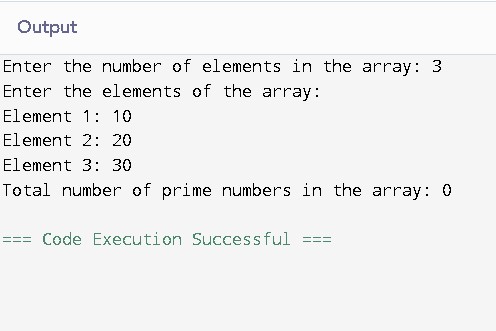 Output
Enter the number of elements in the array: 3
Enter the elements of the array:
Element 1: 10
Element 2: 20
Element 3: 30
Total number of prime numbers in the array: 0
=== Code Execution Successful ===